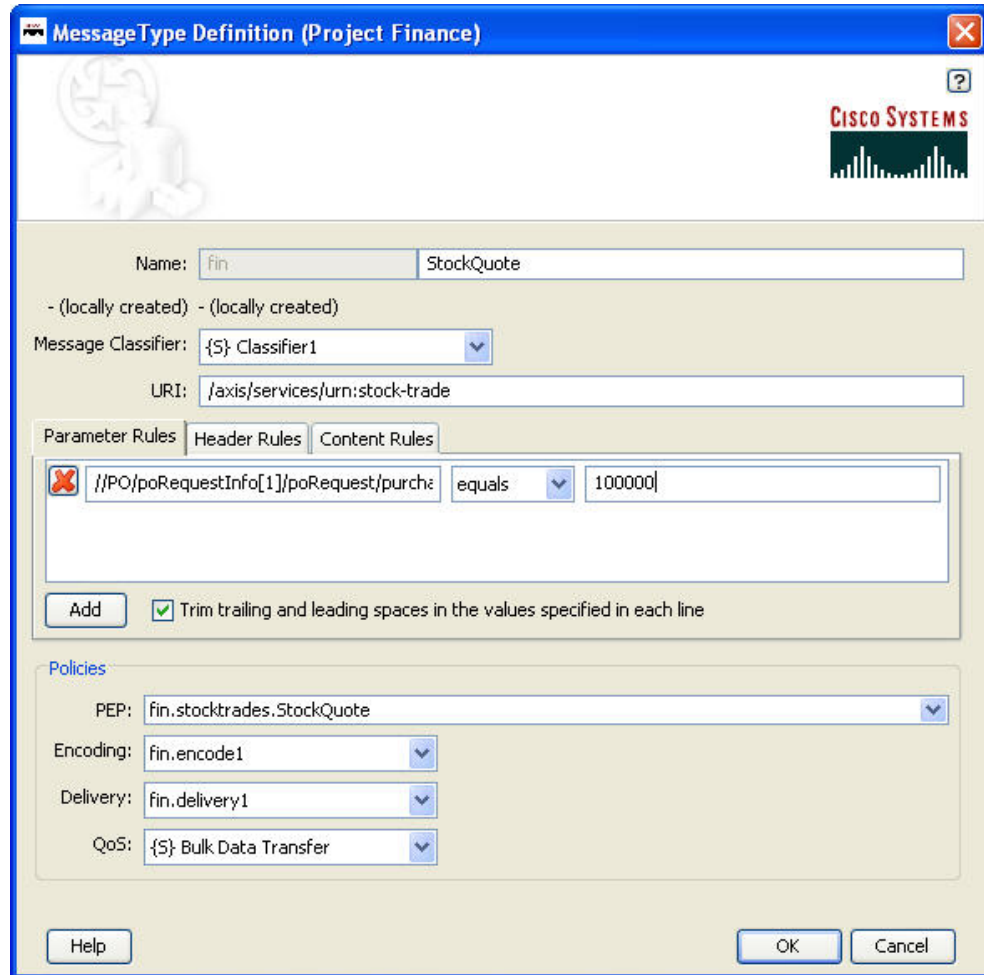 MessageType Definition (Project Finance)
?
CISCO SYSTEMS
Name: fin StockQuote
- (locally created) - (locally created)
Message Classifier: {S} Classifier1
URI: /axis/services/urn:stock-trade
Parameter Rules Header Rules Content Rules
//PO/poRequestInfo[1]/poRequest/purcha equals 100000
Add Trim trailing and leading spaces in the values specified in each line
Policies
PEP: fin.stocktrades.StockQuote
Encoding: fin.encode1
Delivery: fin.delivery1
QoS: {S} Bulk Data Transfer
Help OK Cancel